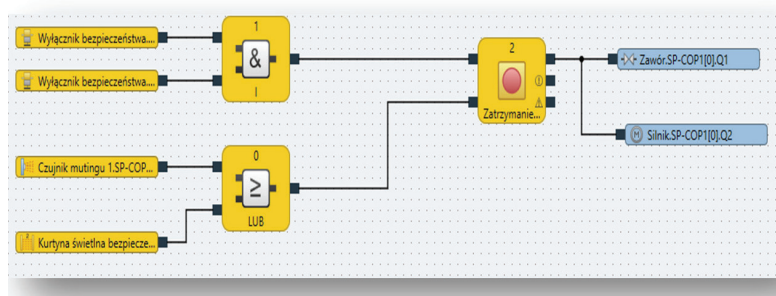 1
Wyłącznik bezpieczeństwa....
&
Wyłącznik bezpieczeństwa....
I
2
Zatrzymanie...
Zawór.SP-COP1[0].Q1
M Silnik.SP-COP1[0].Q2
0
Czujnik mutingu 1.SP-COP...
≥
LUB
Kurtyna świetlna bezpiecze...